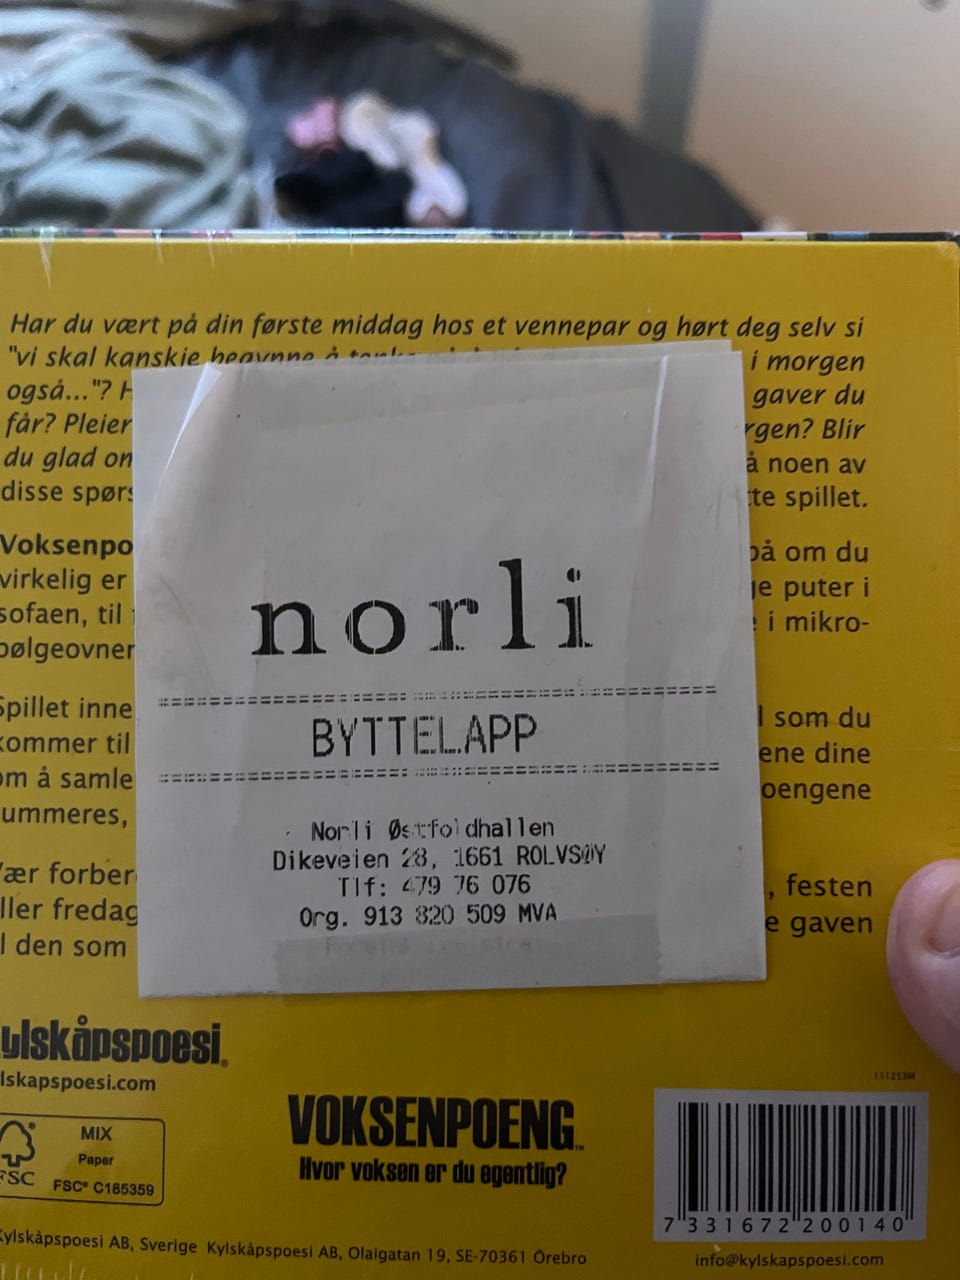 Har du vært på din første middag hos et vennepar og hørt deg selv si
"vi skal kanskje begynne å i morgen
også..."? gaver du
får? Pleier Blir
du glad on å noen av
disse spørs spillet.
Voksenpo på om du
virkelig er puter i
sofaen, til i mikro-
bølgeovner
norli
BYTTELAPP
Norli Østfoldhallen
Dikeveien 28, 1661 ROLVSØY
Tlf: 479 76 076
Org. 913 820 509 MVA
Spillet inne som du
kommer til ene dine
om å samle oengene
ummeres,
ær forber , festen
ller fredag e gaven
l den som
kylskåpspoesi®
lskapspoesi.com
MIX
Paper
FSC
FSC® C185359
VOKSENPOENG™
Hvor voksen er du egentlig?
111253M
7 331672 200140
Kylskåpspoesi AB, Sverige Kylskåpspoesi AB, Olaigatan 19, SE-70361 Örebro
info@kylskapspoesi.com